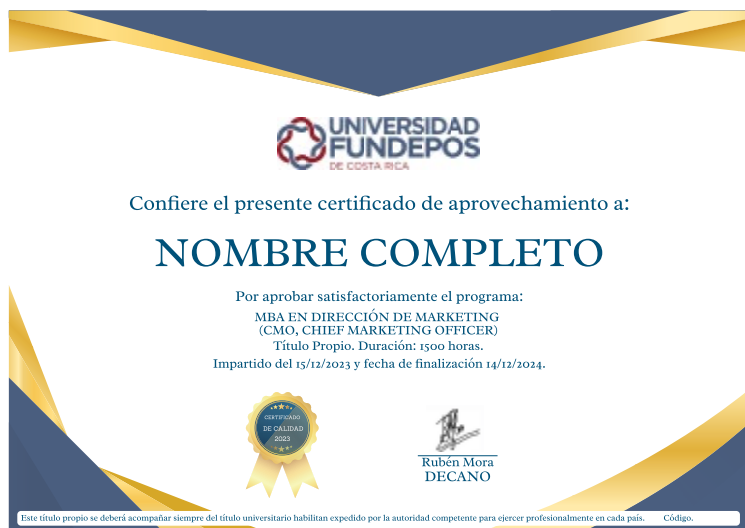 UNIVERSIDAD
FUNDEPOS
DE COSTA RICA
Confiere el presente certificado de aprovechamiento a:
NOMBRE COMPLETO
Por aprobar satisfactoriamente el programa:
MBA EN DIRECCIÓN DE MARKETING
(CMO, CHIEF MARKETING OFFICER)
Título Propio. Duración: 1500 horas.
Impartido del 15/12/2023 y fecha de finalización 14/12/2024.
CERTIFICADO
DE CALIDAD
2023
Rubén Mora
DECANO
Este título propio se deberá acompañar siempre del título universitario habilitan expedido por la autoridad competente para ejercer profesionalmente en cada país. Código.